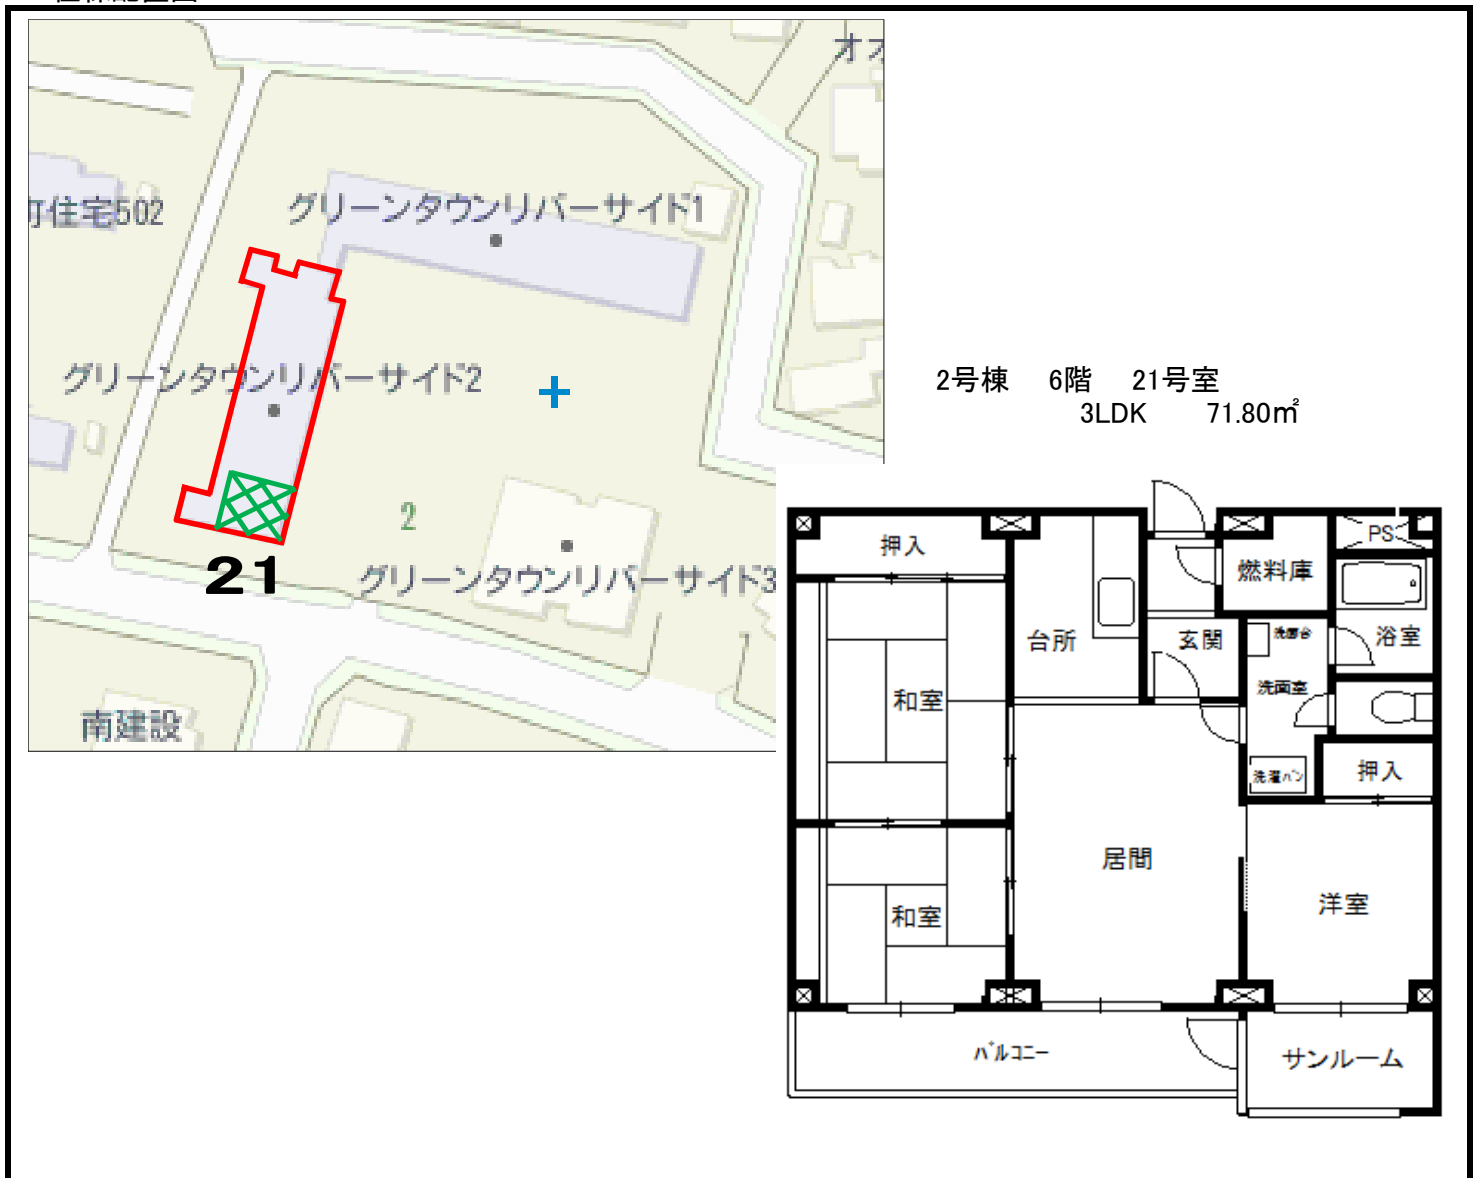 オオ
町住宅502
グリーンタウンリバーサイド1
グリーンタウンリバーサイド2
2
グリーンタウンリバーサイド3
21
南建設
2号棟 6階 21号室
3LDK 71.80㎡
押入
PS
燃料庫
台所
玄関
洗面台
浴室
洗面室
和室
洗濯パン
押入
居間
和室
洋室
バルコニー
サンルーム